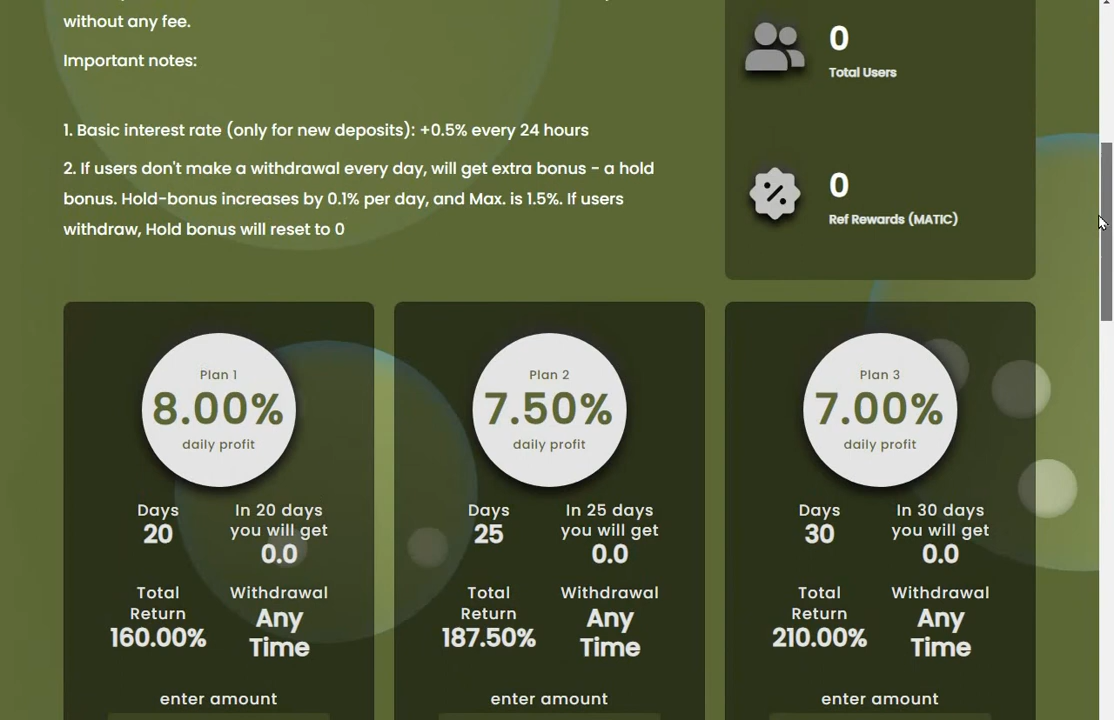 without any fee.
Important notes:
1. Basic interest rate (only for new deposits): +0.5% every 24 hours
2. If users don't make a withdrawal every day, will get extra bonus - a hold
bonus. Hold-bonus increases by 0.1% per day, and Max. is 1.5%. If users
withdraw, Hold bonus will reset to 0
0
Total Users
0
Ref Rewards (MATIC)
Plan 1
8.00%
daily profit
Days
20
In 20 days
you will get
0.0
Total
Return
160.00%
Withdrawal
Any
Time
enter amount
Plan 2
7.50%
daily profit
Days
25
In 25 days
you will get
0.0
Total
Return
187.50%
Withdrawal
Any
Time
enter amount
Plan 3
7.00%
daily profit
Days
30
In 30 days
you will get
0.0
Total
Return
210.00%
Withdrawal
Any
Time
enter amount